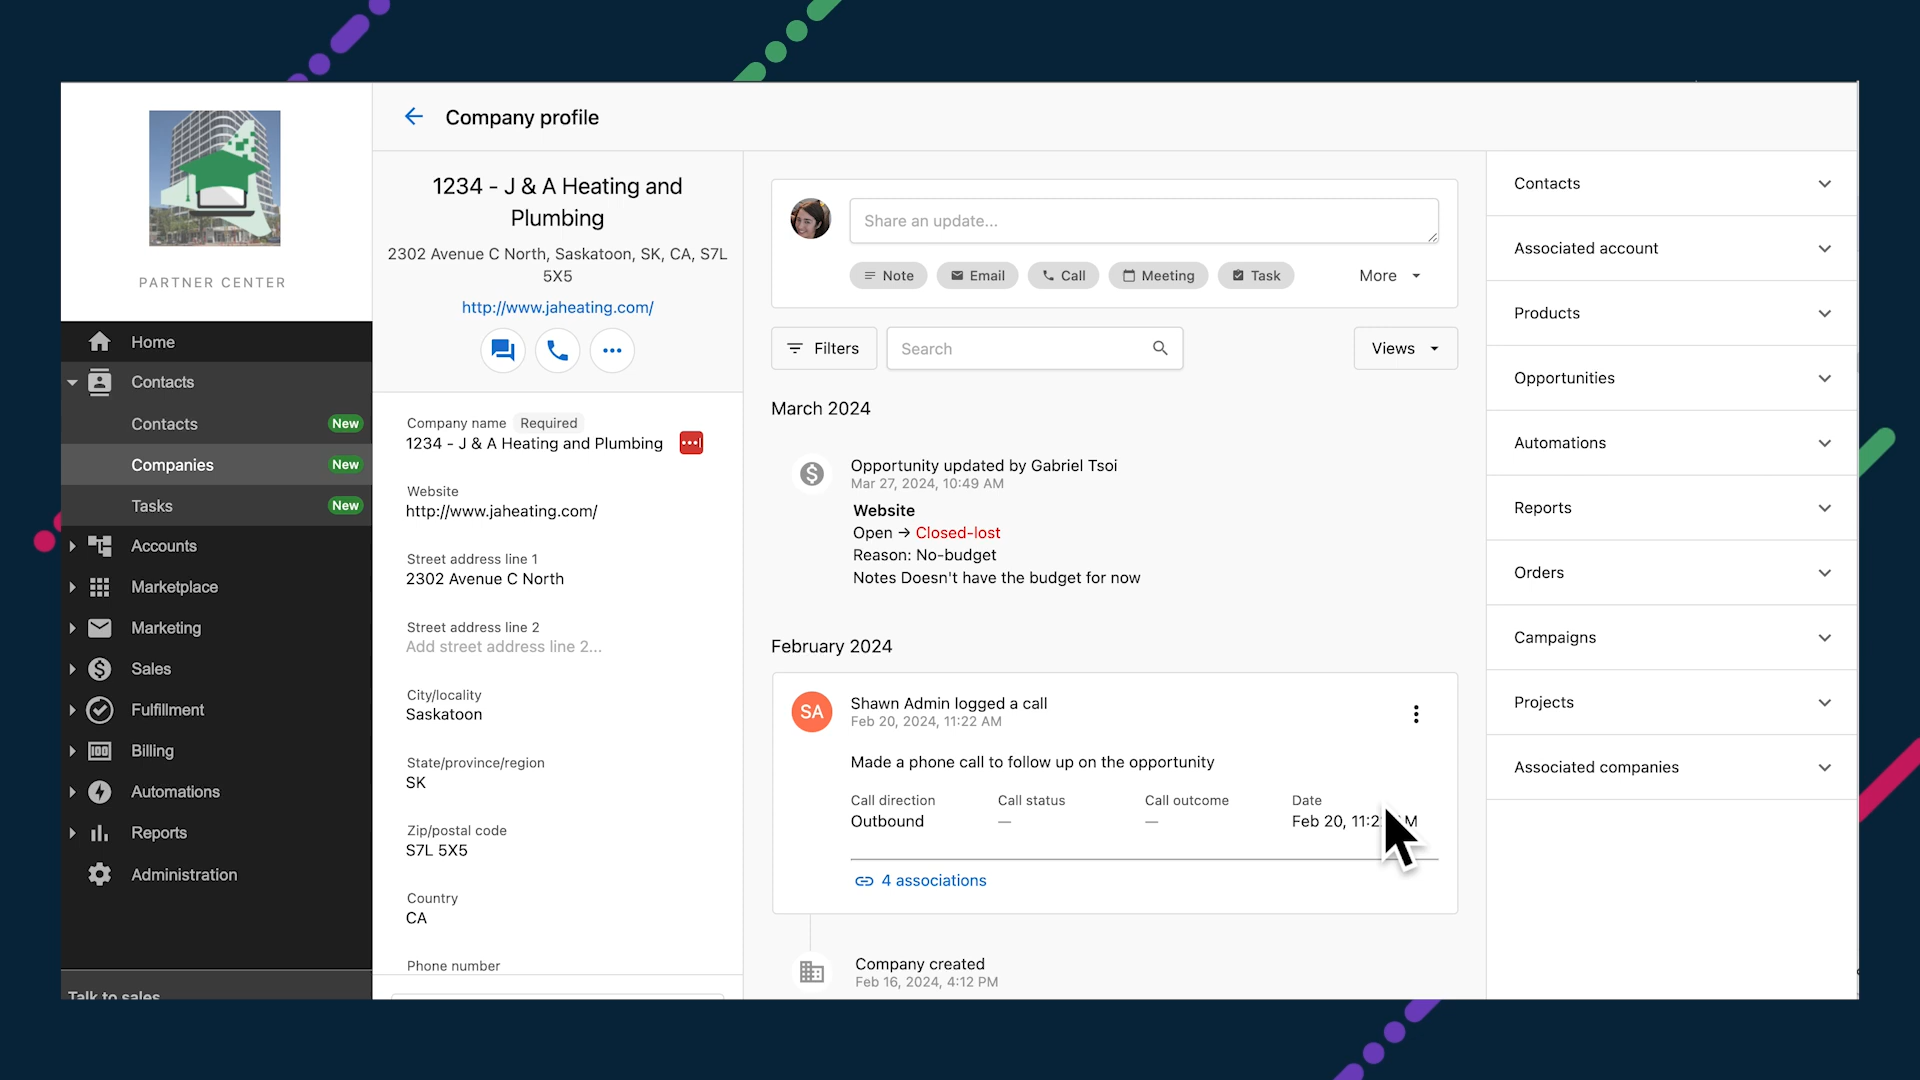 PARTNER CENTER
Home
Contacts
Contacts New
Companies New
Tasks New
Accounts
Marketplace
Marketing
Sales
Fulfillment
Billing
Automations
Reports
Administration
Talk to sales
Company profile
1234 - J & A Heating and
Plumbing
2302 Avenue C North, Saskatoon, SK, CA, S7L
5X5
http://www.jaheating.com/
Company name Required
1234 - J & A Heating and Plumbing
Website
http://www.jaheating.com/
Street address line 1
2302 Avenue C North
Street address line 2
Add street address line 2...
City/locality
Saskatoon
State/province/region
SK
Zip/postal code
S7L 5X5
Country
CA
Phone number
Share an update...
Note Email Call Meeting Task More
Filters Search Views
March 2024
Opportunity updated by Gabriel Tsoi
Mar 27, 2024, 10:49 AM
Website
Open → Closed-lost
Reason: No-budget
Notes Doesn't have the budget for now
February 2024
SA
Shawn Admin logged a call
Feb 20, 2024, 11:22 AM
Made a phone call to follow up on the opportunity
Call direction Call status Call outcome Date
Outbound — — Feb 20,
4 associations
Company created
Feb 16, 2024, 4:12 PM
Contacts
Associated account
Products
Opportunities
Automations
Reports
Orders
Campaigns
Projects
Associated companies